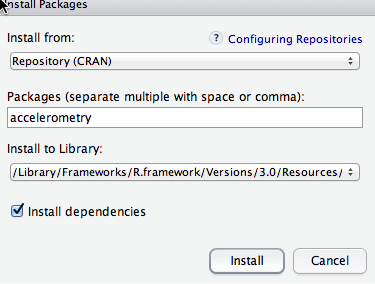 Install Packages
Install from:
? Configuring Repositories
Repository (CRAN)
Packages (separate multiple with space or comma):
accelerometry
Install to Library:
/Library/Frameworks/R.framework/Versions/3.0/Resources/
Install dependencies
Install
Cancel